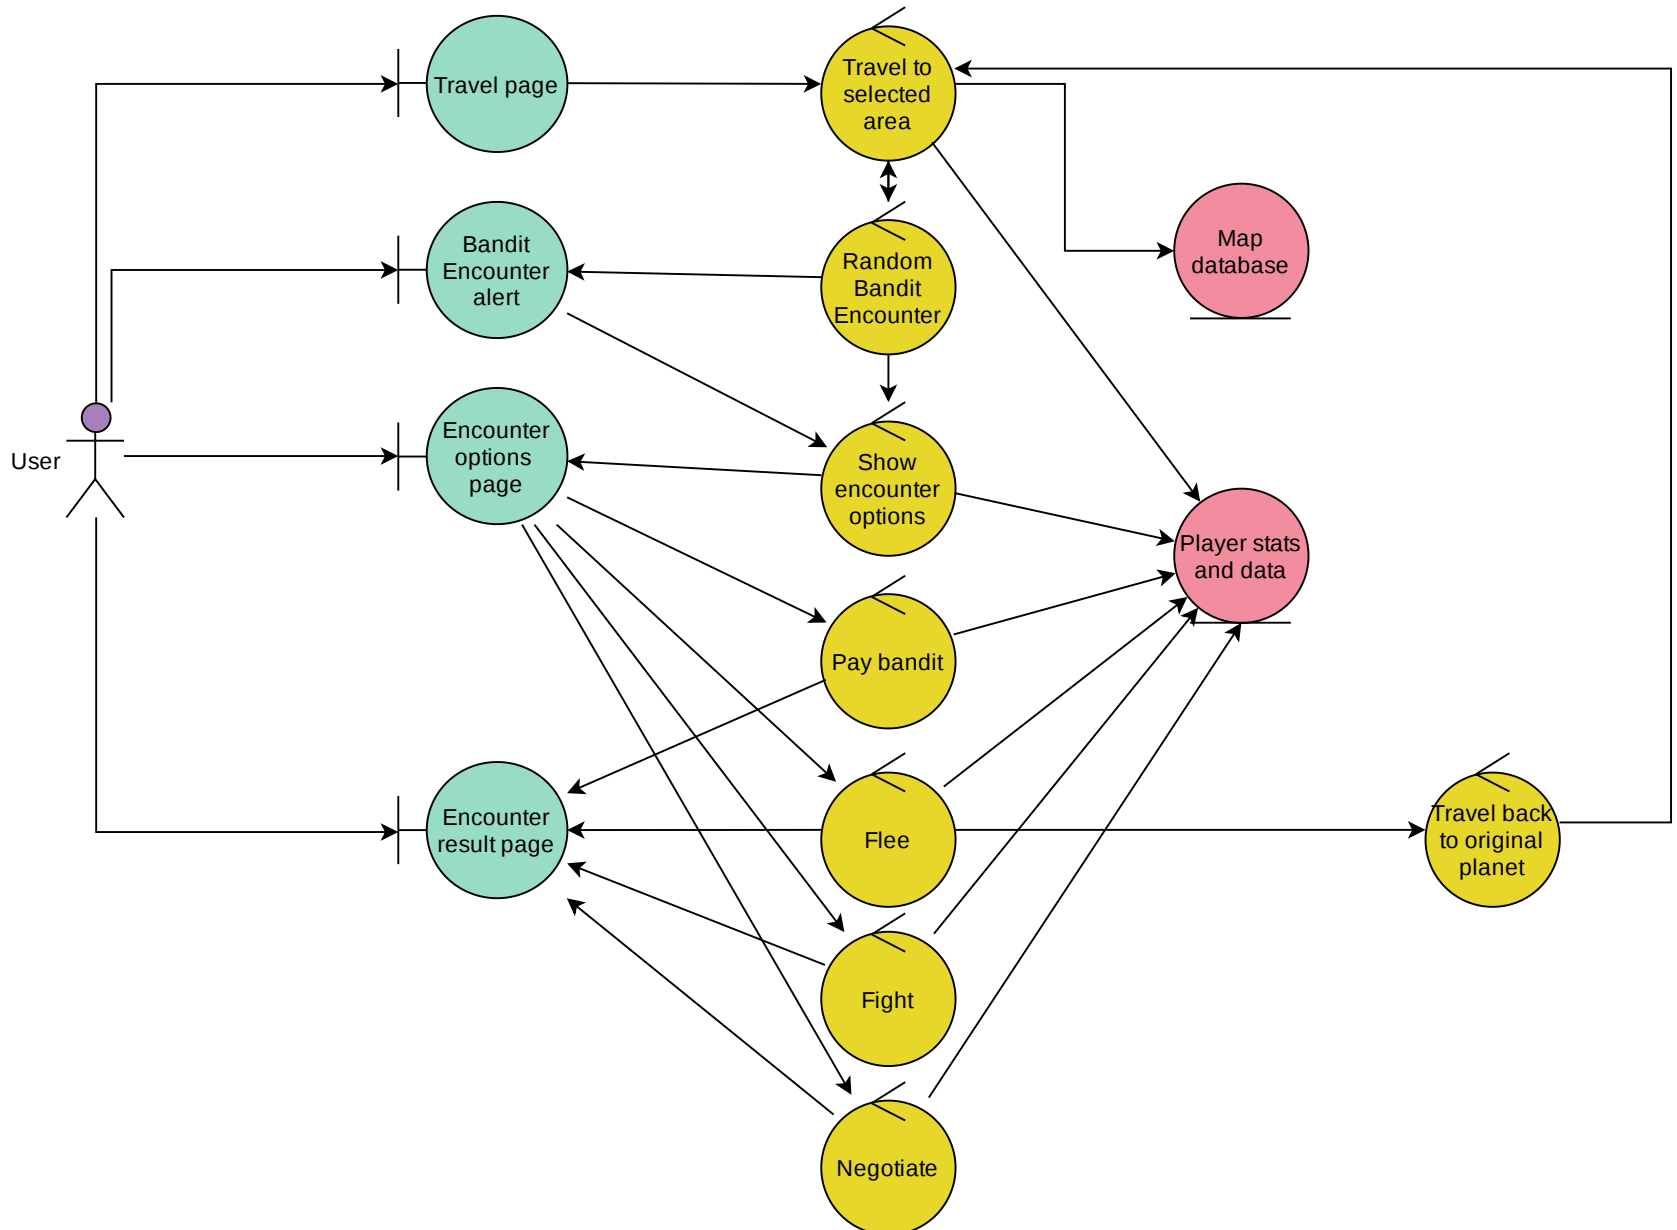 Travel page
Travel to
selected
area
Bandit
Encounter
alert
Random
Bandit
Encounter
Map
database
User
Encounter
options
page
Show
encounter
options
Player stats
and data
Pay bandit
Encounter
result page
Flee
Travel back
to original
planet
Fight
Negotiate